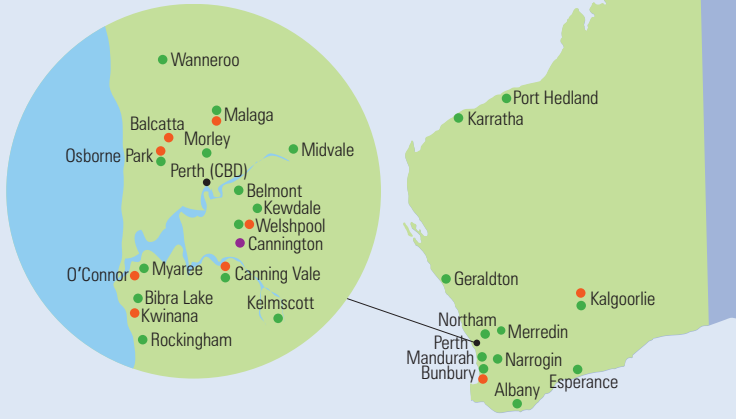 Wanneroo
Malaga
Balcatta
Morley
Osborne Park
Midvale
Perth (CBD)
Belmont
Kewdale
Welshpool
Cannington
O'Connor
Myaree
Canning Vale
Bibra Lake
Kelmscott
Kwinana
Rockingham
Port Hedland
Karratha
Geraldton
Kalgoorlie
Northam
Merredin
Perth
Mandurah
Narrogin
Bunbury
Esperance
Albany